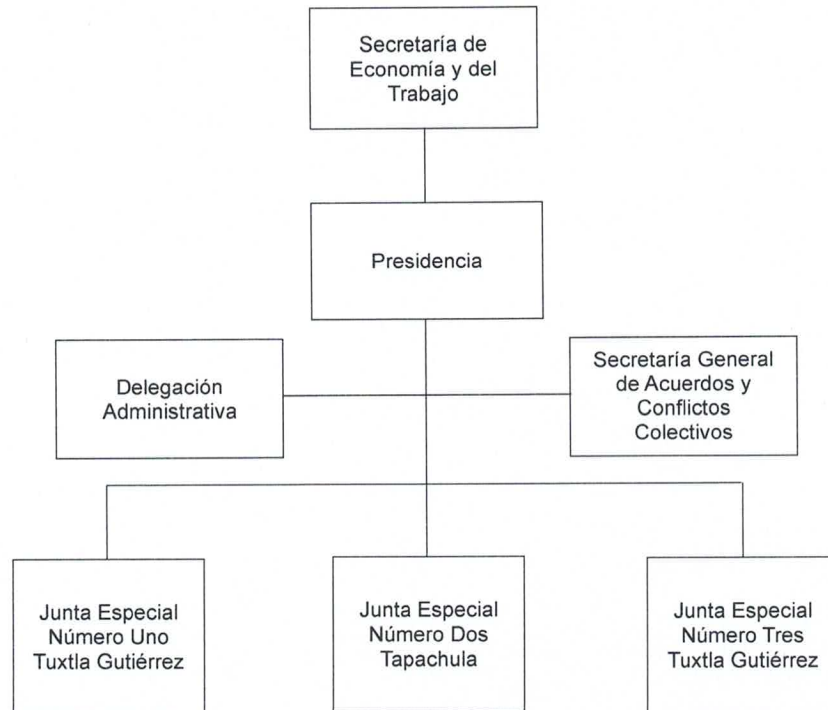 Secretaría de
Economía y del
Trabajo
Presidencia
Delegación
Administrativa
Secretaría General
de Acuerdos y
Conflictos
Colectivos
Junta Especial
Número Uno
Tuxtla Gutiérrez
Junta Especial
Número Dos
Tapachula
Junta Especial
Número Tres
Tuxtla Gutiérrez